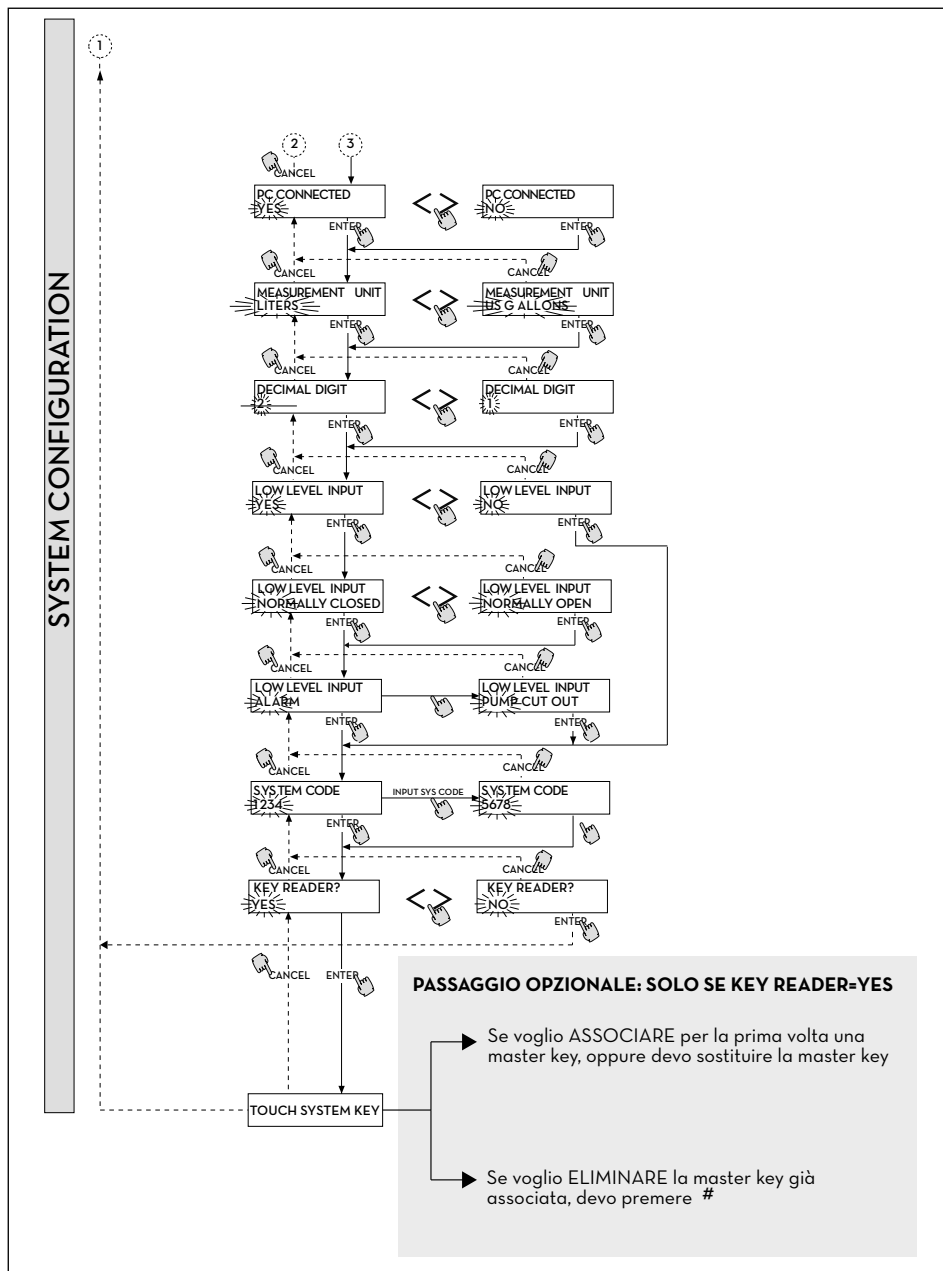 SYSTEM CONFIGURATION
1
2
3
CANCEL
PC CONNECTED
YES
< >
PC CONNECTED
NO
ENTER
ENTER
CANCEL
CANCEL
MEASUREMENT UNIT
LITERS
< >
MEASUREMENT UNIT
US G ALLONS
ENTER
ENTER
CANCEL
CANCEL
DECIMAL DIGIT
2
< >
DECIMAL DIGIT
1
ENTER
ENTER
CANCEL
CANCEL
LOW LEVEL INPUT
YES
< >
LOW LEVEL INPUT
NO
ENTER
ENTER
CANCEL
CANCEL
LOW LEVEL INPUT
NORMALLY CLOSED
< >
LOW LEVEL INPUT
NORMALLY OPEN
ENTER
ENTER
CANCEL
CANCEL
LOW LEVEL INPUT
ALARM
LOW LEVEL INPUT
PUMP CUT OUT
ENTER
ENTER
CANCEL
CANCEL
SYSTEM CODE
1234
INPUT SYS CODE
SYSTEM CODE
5678
ENTER
CANCEL
CANCEL
KEY READER?
YES
< >
KEY READER?
NO
ENTER
CANCEL
ENTER
PASSAGGIO OPZIONALE: SOLO SE KEY READER=YES
Se voglio ASSOCIARE per la prima volta una
master key, oppure devo sostituire la master key
TOUCH SYSTEM KEY
Se voglio ELIMINARE la master key già
associata, devo premere #